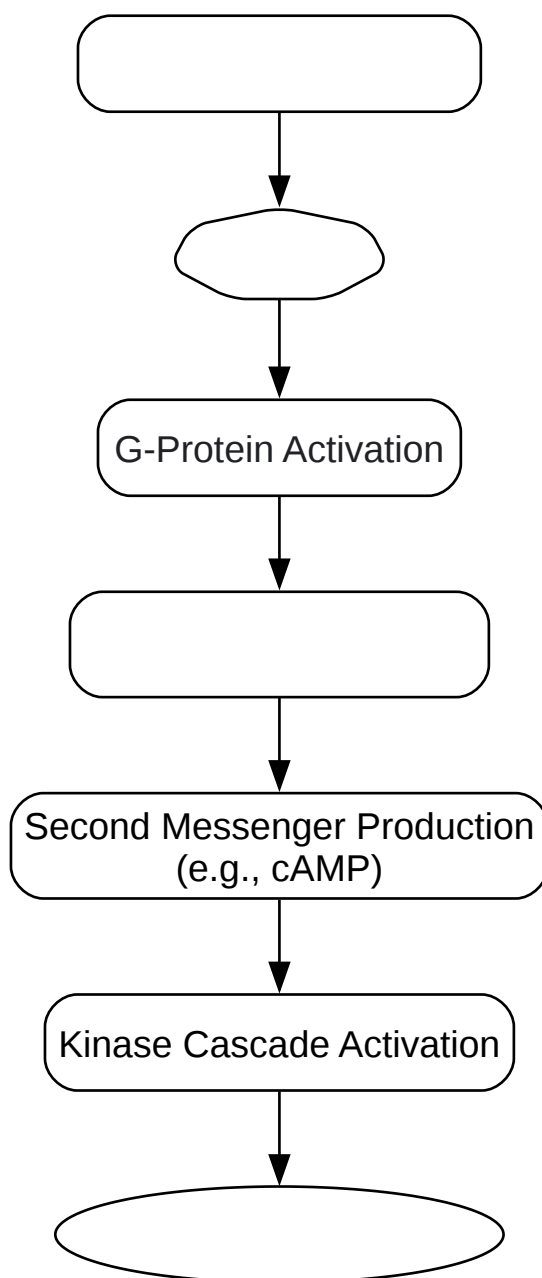 G-Protein Activation
Second Messenger Production
(e.g., cAMP)
Kinase Cascade Activation